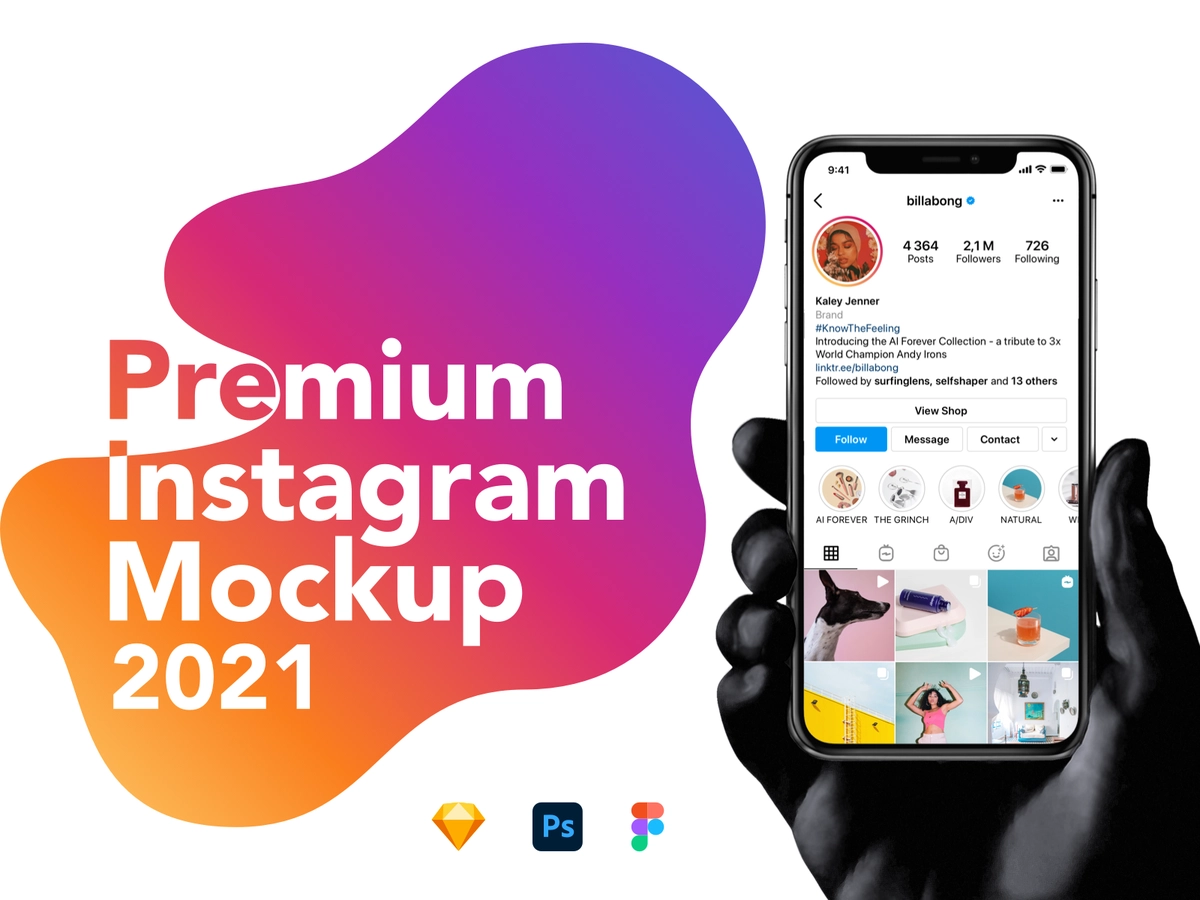 Premium
Instagram
Mockup
2021
Ps
9:41
billabong
4 364
Posts
2,1 M
Followers
726
Following
Kaley Jenner
Brand
#KnowTheFeeling
Introducing the AI Forever Collection - a tribute to 3x
World Champion Andy Irons
linktr.ee/billabong
Followed by surfinglens, selfshaper and 13 others
View Shop
Follow
Message
Contact
AI FOREVER
THE GRINCH
A/DIV
NATURAL